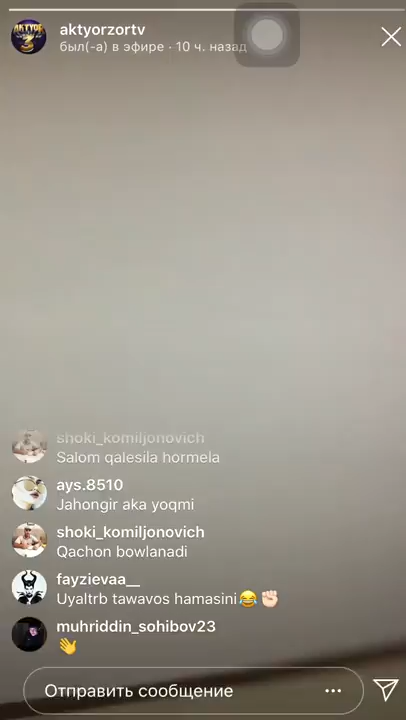 aktyorzortv
был(-а) в эфире · 10 ч. назад
shoki_komiljonovich
Salom qalesila hormela
ays.8510
Jahongir aka yoqmi
shoki_komiljonovich
Qachon bowlanadi
fayzievaa__
Uyaltrb tawavos hamasini😂✊🏻
muhriddin_sohibov23
👋
Отправить сообщение